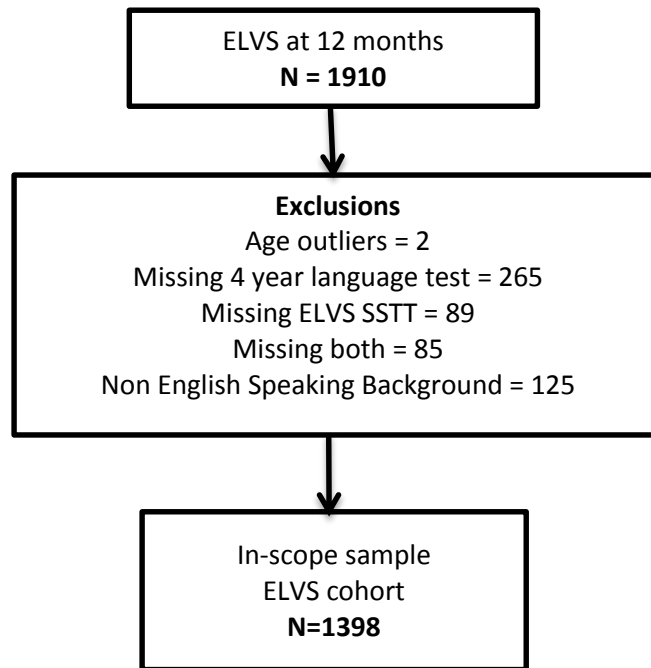 ELVS at 12 months
N = 1910
Exclusions
Age outliers = 2
Missing 4 year language test = 265
Missing ELVS SSTT = 89
Missing both = 85
Non English Speaking Background = 125
In-scope sample
ELVS cohort
N=1398